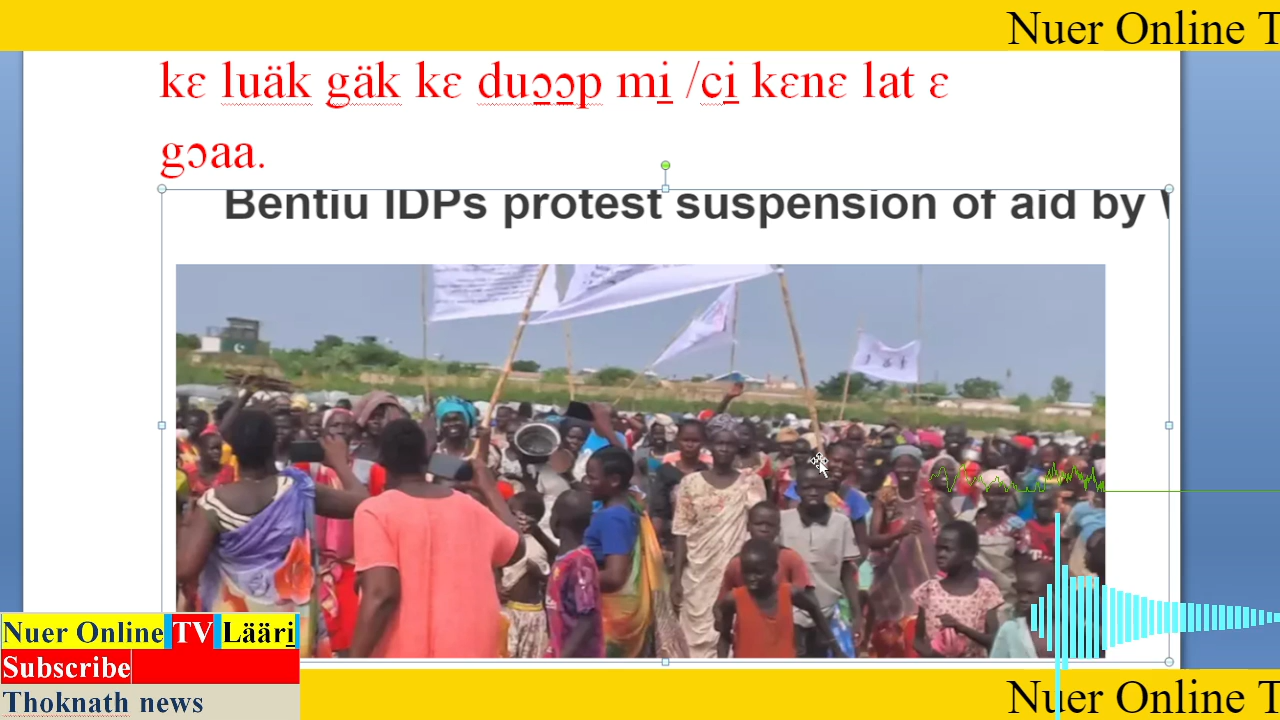 Nuer Online T
kɛ luäk gäk kɛ duɔ̱ɔ̱p mi̱ /ci̱ kɛnɛ lat ɛ
gɔaa.
Bentiu IDPs protest suspension of aid by
Nuer Online TV Lääri̱
Subscribe
Thoknath news
Nuer Online T